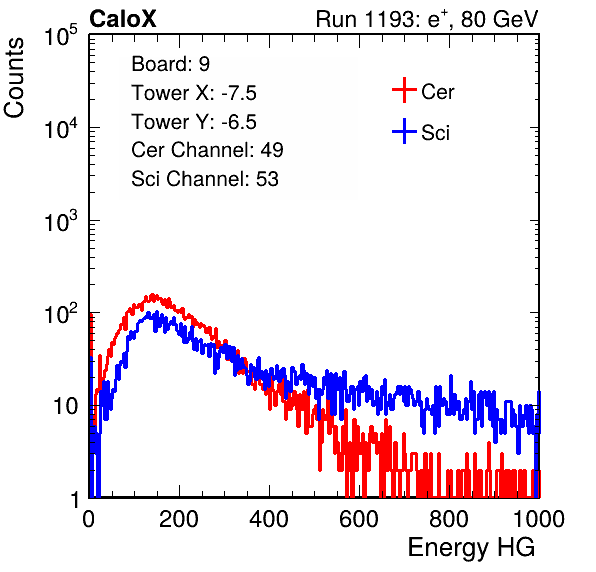 CaloX Run 1193: e⁺, 80 GeV
Counts
Board: 9
Tower X: -7.5
Tower Y: -6.5
Cer Channel: 49
Sci Channel: 53
Cer
Sci
10⁵
10⁴
10³
10²
10
1
0 200 400 600 800 1000
Energy HG